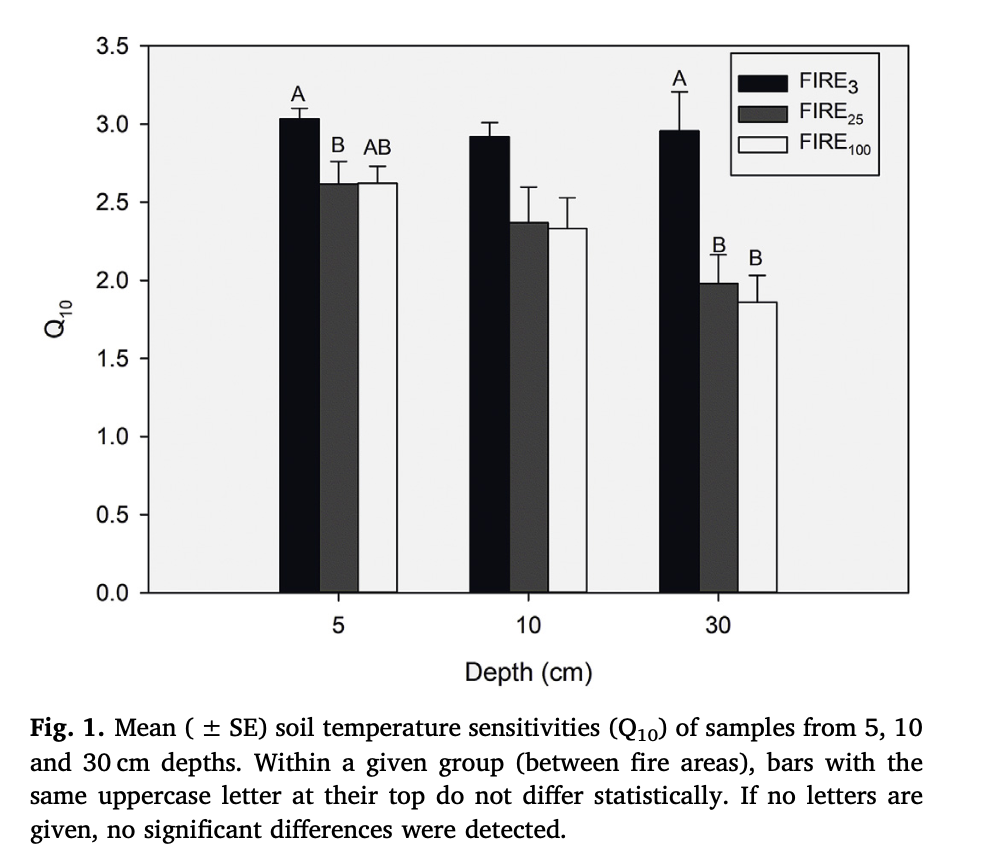 3.5
3.0
2.5
2.0
1.5
1.0
0.5
0.0
Q10
A
B
AB
A
B
B
FIRE3
FIRE25
FIRE100
5
10
30
Depth (cm)
Fig. 1. Mean ( ± SE) soil temperature sensitivities (Q10) of samples from 5, 10
and 30 cm depths. Within a given group (between fire areas), bars with the
same uppercase letter at their top do not differ statistically. If no letters are
given, no significant differences were detected.